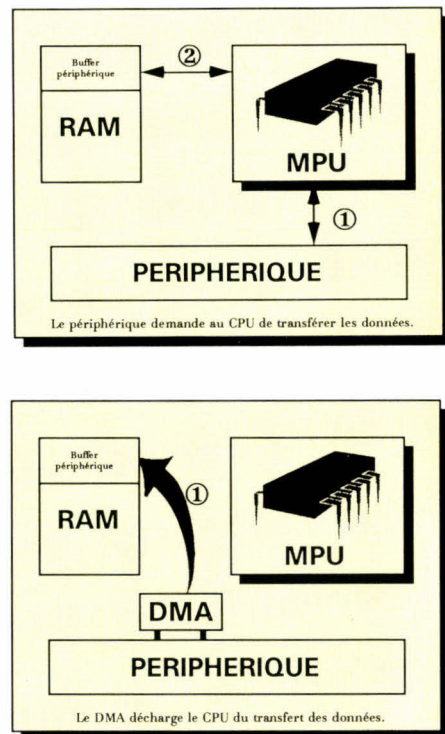 Buffer
périphérique
②
RAM
MPU
①
PERIPHERIQUE
Le périphérique demande au CPU de transférer les données.
Buffer
périphérique
①
RAM
MPU
DMA
PERIPHERIQUE
Le DMA décharge le CPU du transfert des données.